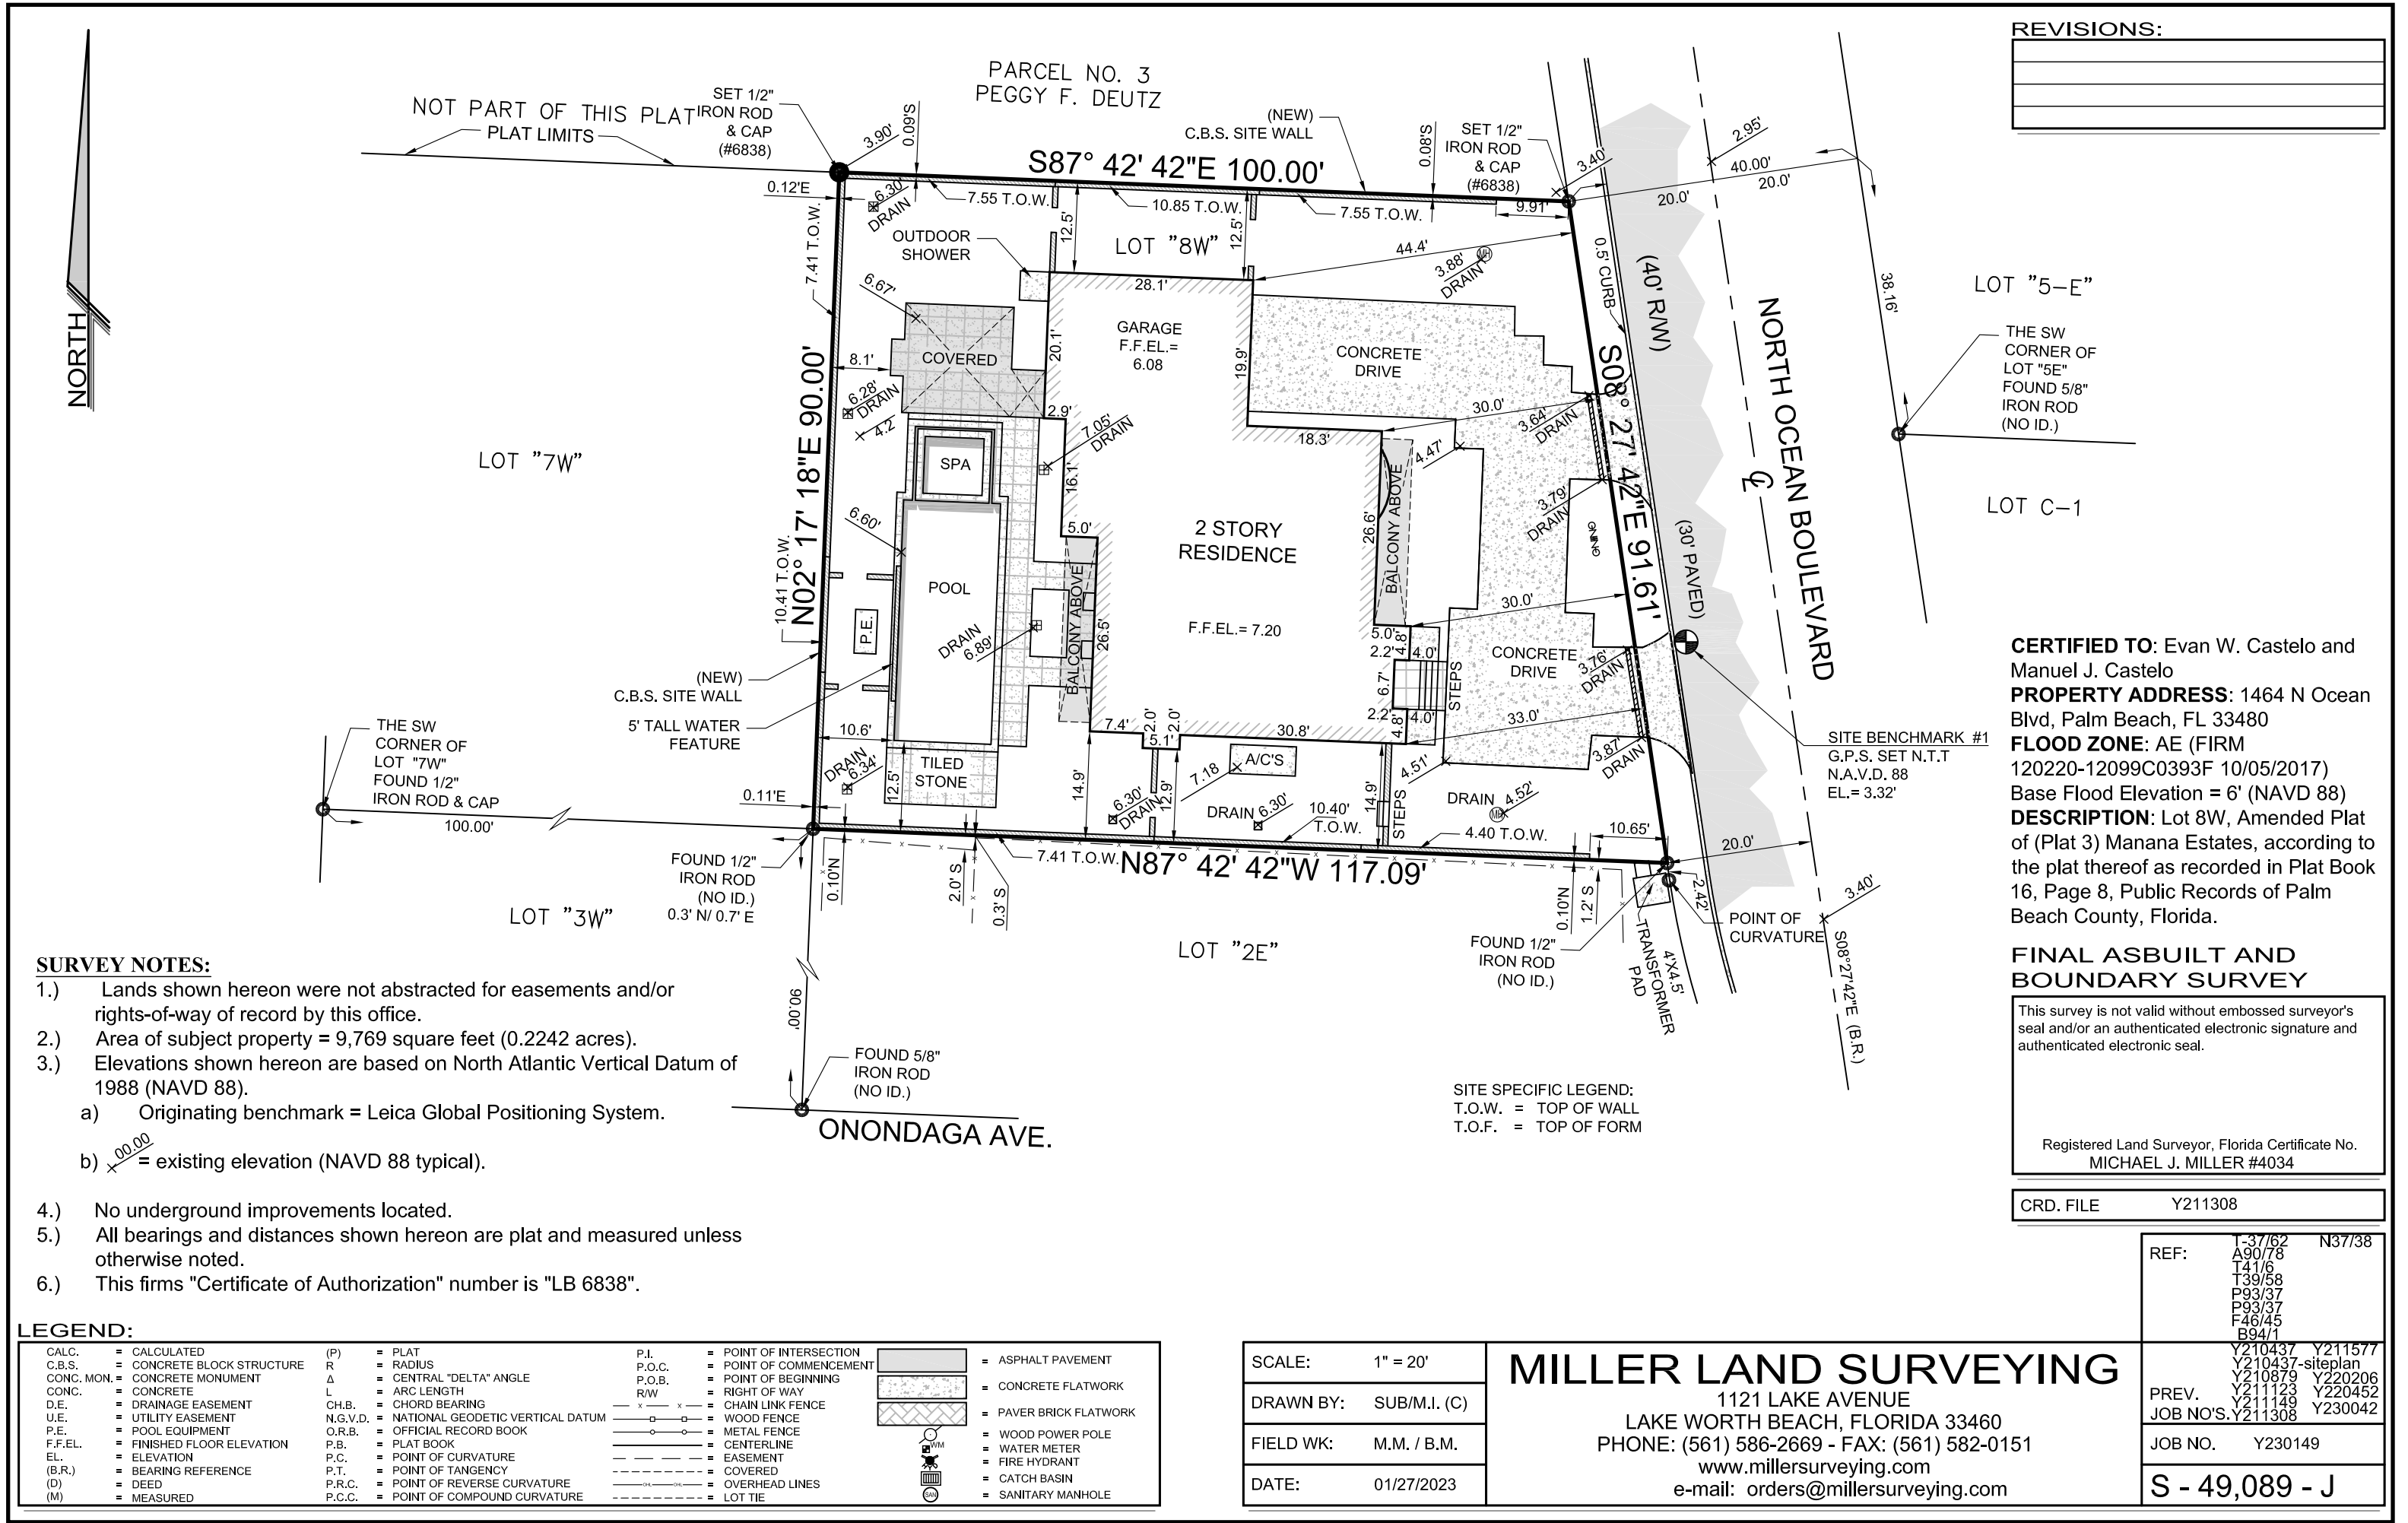 REVISIONS:
NORTH
NOT PART OF THIS PLAT
PLAT LIMITS
SET 1/2"
IRON ROD
& CAP
(#6838)
3.90'
0.09'S
PARCEL NO. 3
PEGGY F. DEUTZ
(NEW)
C.B.S. SITE WALL
0.08'S
SET 1/2"
IRON ROD
& CAP
(#6838)
3.40'
2.95'
40.00'
20.0'
20.0'
S87° 42' 42"E 100.00'
0.12'E
6.30'
DRAIN
7.55 T.O.W.
10.85 T.O.W.
7.55 T.O.W.
9.91'
7.41 T.O.W.
OUTDOOR
SHOWER
12.5'
LOT "8W"
12.5'
44.4'
3.88'
DRAIN
MH
0.5' CURB
(40' R/W)
38.16'
LOT "5-E"
6.67'
28.1'
GARAGE
F.F.EL.=
6.08
20.1'
19.9'
COVERED
CONCRETE
DRIVE
NORTH OCEAN BOULEVARD
THE SW
CORNER OF
LOT "5E"
FOUND 5/8"
IRON ROD
(NO ID.)
8.1'
6.28'
DRAIN
4.2
2.9'
7.05'
DRAIN
18.3'
30.0'
3.64'
DRAIN
4.47'
S08° 27' 42"E 91.61'
LOT "7W"
N02° 17' 18"E 90.00'
SPA
16.1'
LOT C-1
6.60'
5.0'
2 STORY
RESIDENCE
26.6'
BALCONY ABOVE
3.79'
DRAIN
(30' PAVED)
10.41 T.O.W.
POOL
P.E.
DRAIN
6.89'
BALCONY ABOVE
26.5'
F.F.EL.= 7.20
30.0'
5.0'
4.8'
2.2'
4.0'
CONCRETE
DRIVE
3.76'
DRAIN
STEPS
6.7'
2.2'
4.0'
4.8'
33.0'
(NEW)
C.B.S. SITE WALL
5' TALL WATER
FEATURE
10.6'
7.4'
2.0'
2.0'
5.1'
30.8'
THE SW
CORNER OF
LOT "7W"
FOUND 1/2"
IRON ROD & CAP
100.00'
DRAIN
6.34'
TILED
STONE
12.5'
14.9'
A/C'S
7.18
4.51'
3.87'
DRAIN
SITE BENCHMARK #1
G.P.S. SET N.T.T
N.A.V.D. 88
EL.= 3.32'
0.11'E
6.30'
DRAIN
12.9'
DRAIN 6.30'
10.40'
T.O.W.
14.9'
STEPS
DRAIN 4.52'
MH
4.40 T.O.W.
10.65'
20.0'
7.41 T.O.W.
N87° 42' 42"W 117.09'
FOUND 1/2"
IRON ROD
(NO ID.)
0.3' N/ 0.7' E
0.10'N
2.0' S
0.3' S
0.10'N
1.2' S
2.42'
3.40'
LOT "3W"
LOT "2E"
FOUND 1/2"
IRON ROD
(NO ID.)
4'X4.5'
TRANSFORMER
PAD
POINT OF
CURVATURE
S08°27'42"E (B.R.)
90.00'
FOUND 5/8"
IRON ROD
(NO ID.)
ONONDAGA AVE.
SITE SPECIFIC LEGEND:
T.O.W. = TOP OF WALL
T.O.F. = TOP OF FORM
CERTIFIED TO: Evan W. Castelo and
Manuel J. Castelo
PROPERTY ADDRESS: 1464 N Ocean
Blvd, Palm Beach, FL 33480
FLOOD ZONE: AE (FIRM
120220-12099C0393F 10/05/2017)
Base Flood Elevation = 6' (NAVD 88)
DESCRIPTION: Lot 8W, Amended Plat
of (Plat 3) Manana Estates, according to
the plat thereof as recorded in Plat Book
16, Page 8, Public Records of Palm
Beach County, Florida.
FINAL ASBUILT AND
BOUNDARY SURVEY
This survey is not valid without embossed surveyor's
seal and/or an authenticated electronic signature and
authenticated electronic seal.
Registered Land Surveyor, Florida Certificate No.
MICHAEL J. MILLER #4034
CRD. FILE Y211308
REF:
T-37/62 N37/38
A90/78
T41/6
T39/58
P93/37
P93/37
F46/45
B94/1
PREV.
JOB NO'S.
Y210437 Y211577
Y210437-siteplan
Y210879 Y220206
Y211123 Y220452
Y211149 Y230042
Y211308
JOB NO. Y230149
S - 49,089 - J
SURVEY NOTES:
1.) Lands shown hereon were not abstracted for easements and/or
rights-of-way of record by this office.
2.) Area of subject property = 9,769 square feet (0.2242 acres).
3.) Elevations shown hereon are based on North Atlantic Vertical Datum of
1988 (NAVD 88).
a) Originating benchmark = Leica Global Positioning System.
b) 00.00 = existing elevation (NAVD 88 typical).
4.) No underground improvements located.
5.) All bearings and distances shown hereon are plat and measured unless
otherwise noted.
6.) This firms "Certificate of Authorization" number is "LB 6838".
LEGEND:
CALC. = CALCULATED
C.B.S. = CONCRETE BLOCK STRUCTURE
CONC. MON. = CONCRETE MONUMENT
CONC. = CONCRETE
D.E. = DRAINAGE EASEMENT
U.E. = UTILITY EASEMENT
P.E. = POOL EQUIPMENT
F.F.EL. = FINISHED FLOOR ELEVATION
EL. = ELEVATION
(B.R.) = BEARING REFERENCE
(D) = DEED
(M) = MEASURED
(P) = PLAT
R = RADIUS
Δ = CENTRAL "DELTA" ANGLE
L = ARC LENGTH
CH.B. = CHORD BEARING
N.G.V.D. = NATIONAL GEODETIC VERTICAL DATUM
O.R.B. = OFFICIAL RECORD BOOK
P.B. = PLAT BOOK
P.C. = POINT OF CURVATURE
P.T. = POINT OF TANGENCY
P.R.C. = POINT OF REVERSE CURVATURE
P.C.C. = POINT OF COMPOUND CURVATURE
P.I. = POINT OF INTERSECTION
P.O.C. = POINT OF COMMENCEMENT
P.O.B. = POINT OF BEGINNING
R/W = RIGHT OF WAY
= CHAIN LINK FENCE
= WOOD FENCE
= METAL FENCE
= CENTERLINE
= EASEMENT
= COVERED
= OVERHEAD LINES
= LOT TIE
= ASPHALT PAVEMENT
= CONCRETE FLATWORK
= PAVER BRICK FLATWORK
= WOOD POWER POLE
WM = WATER METER
= FIRE HYDRANT
= CATCH BASIN
SAN = SANITARY MANHOLE
SCALE: 1" = 20'
DRAWN BY: SUB/M.I. (C)
FIELD WK: M.M. / B.M.
DATE: 01/27/2023
MILLER LAND SURVEYING
1121 LAKE AVENUE
LAKE WORTH BEACH, FLORIDA 33460
PHONE: (561) 586-2669 - FAX: (561) 582-0151
www.millersurveying.com
e-mail: orders@millersurveying.com